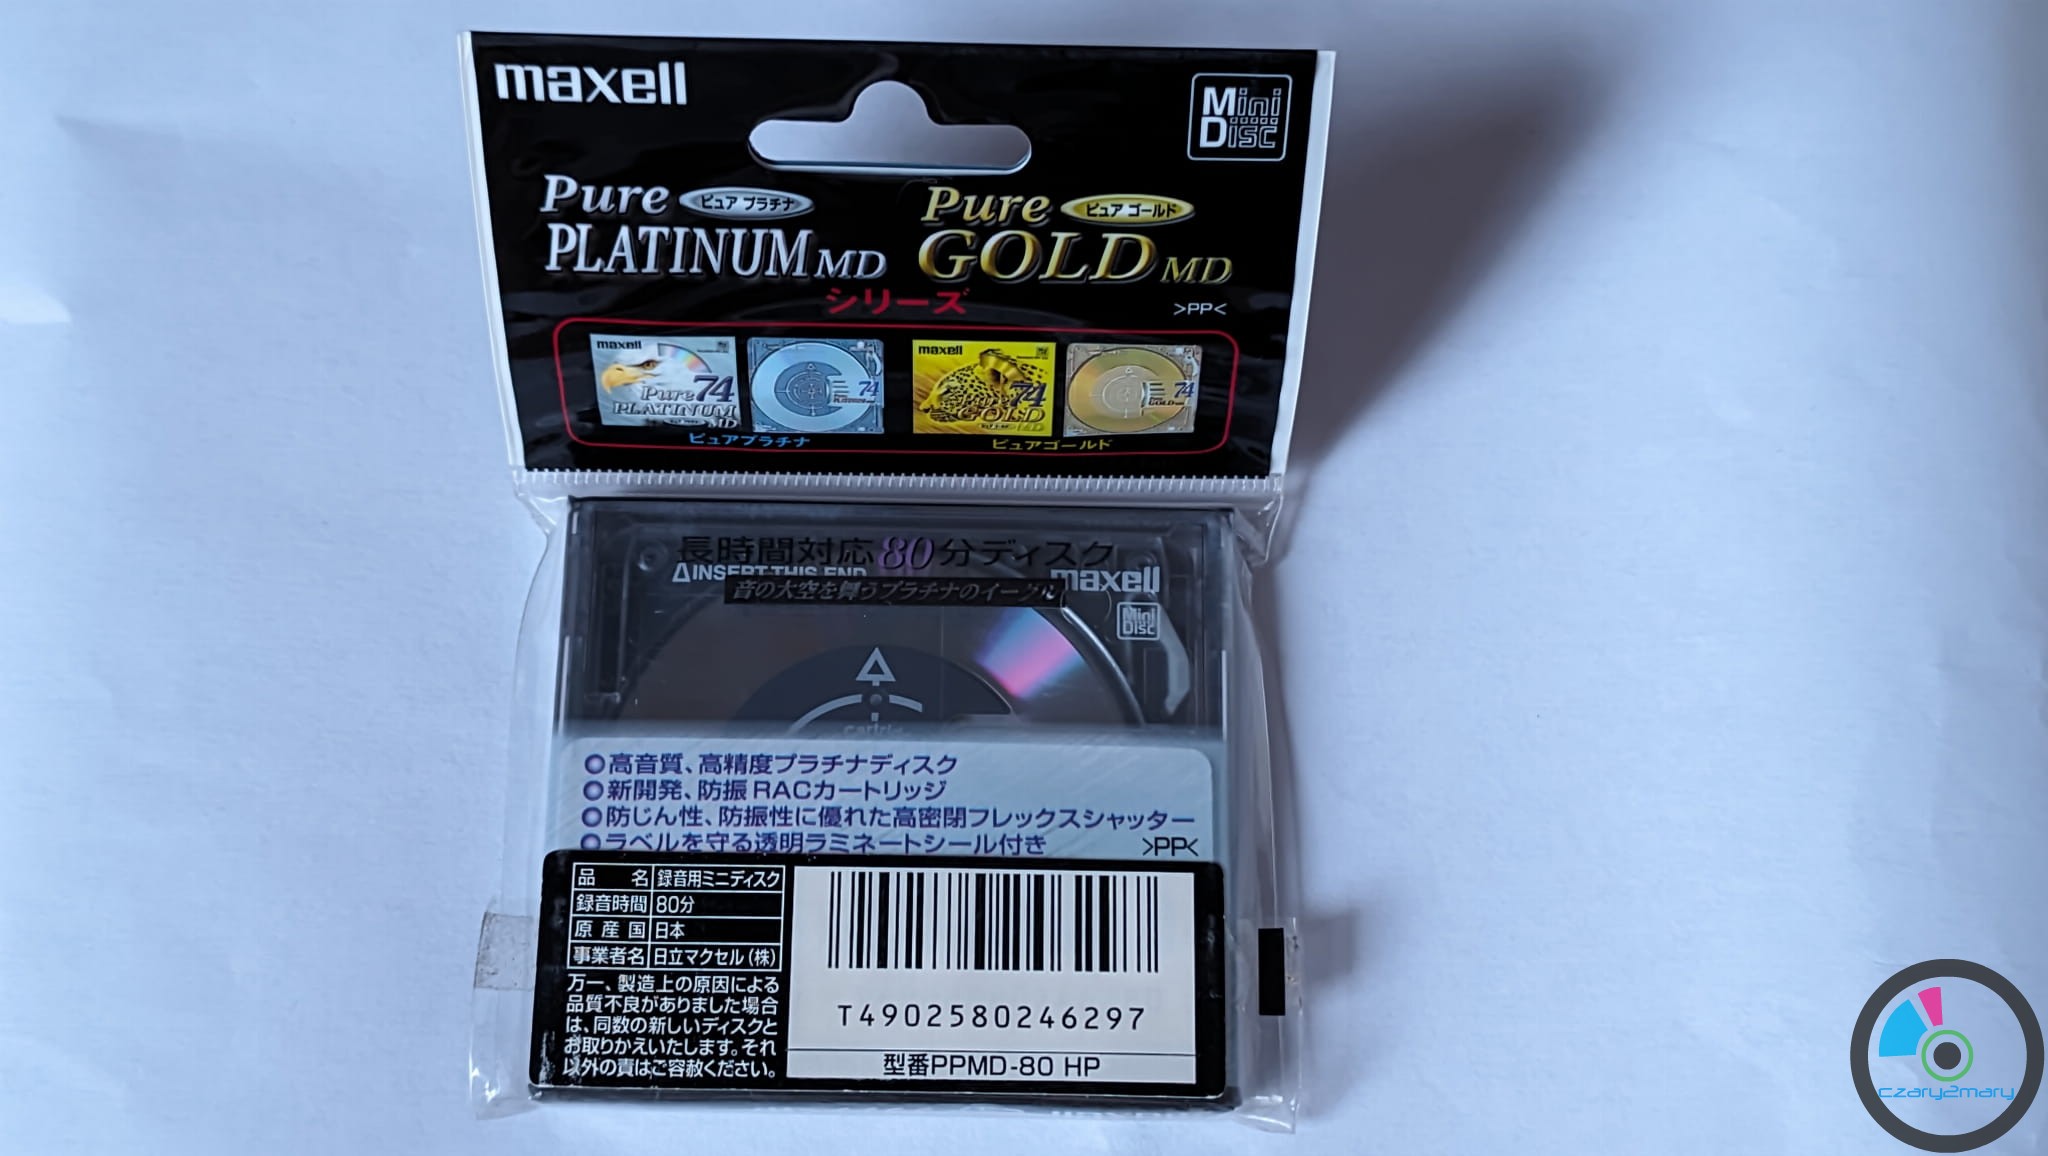 maxell
Mini Disc
Pure ピュア プラチナ
PLATINUM MD
Pure ピュア ゴールド
GOLD MD
シリーズ
>PP<
maxell
74
Pure
PLATINUM
MD
74
maxell
74
GOLD
MD
74
GOLD
ピュアプラチナ
ピュアゴールド
長時間対応80分ディスク
△INSERT THIS END
maxell
音の大空を舞うプラチナのイーグル
Mini Disc
●高音質、高精度プラチナディスク
●新開発、防振RACカートリッジ
●防じん性、防振性に優れた高密閉フレックスシャッター
●ラベルを守る透明ラミネートシール付き
>PP<
品名 録音用ミニディスク
録音時間 80分
原産国 日本
事業者名 日立マクセル(株)
万一、製造上の原因による
品質不良がありました場合
は、同数の新しいディスクと
お取りかえいたします。それ
以外の責はご容赦ください。
T4902580246297
型番PPMD-80 HP
czary2mary